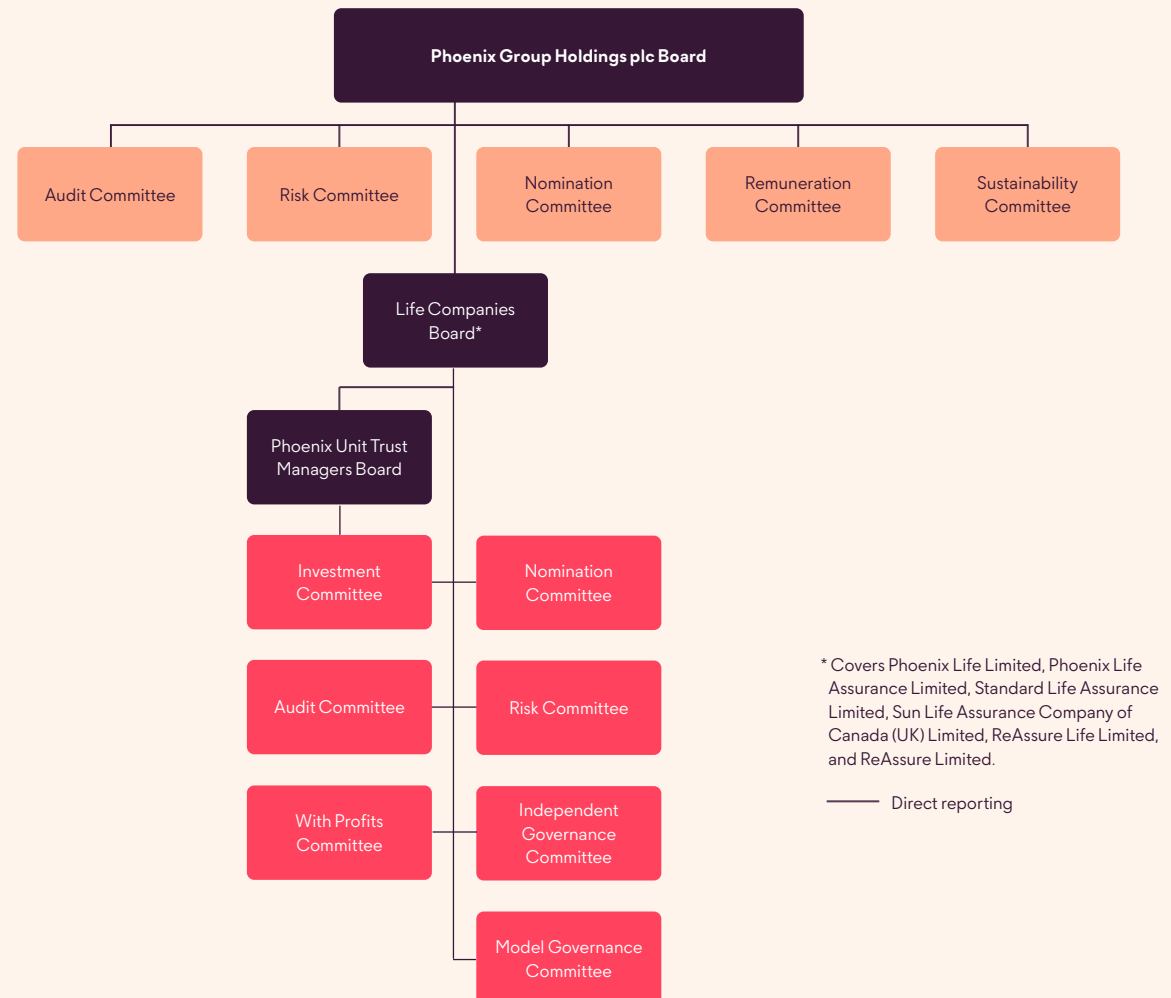 Phoenix Group Holdings plc Board
Audit Committee
Risk Committee
Nomination
Committee
Remuneration
Committee
Sustainability
Committee
Life Companies
Board*
Phoenix Unit Trust
Managers Board
Investment
Committee
Nomination
Committee
Audit Committee
Risk Committee
With Profits
Committee
Independent
Governance
Committee
Model Governance
Committee
* Covers Phoenix Life Limited, Phoenix Life
Assurance Limited, Standard Life Assurance
Limited, Sun Life Assurance Company of
Canada (UK) Limited, ReAssure Life Limited,
and ReAssure Limited.
Direct reporting